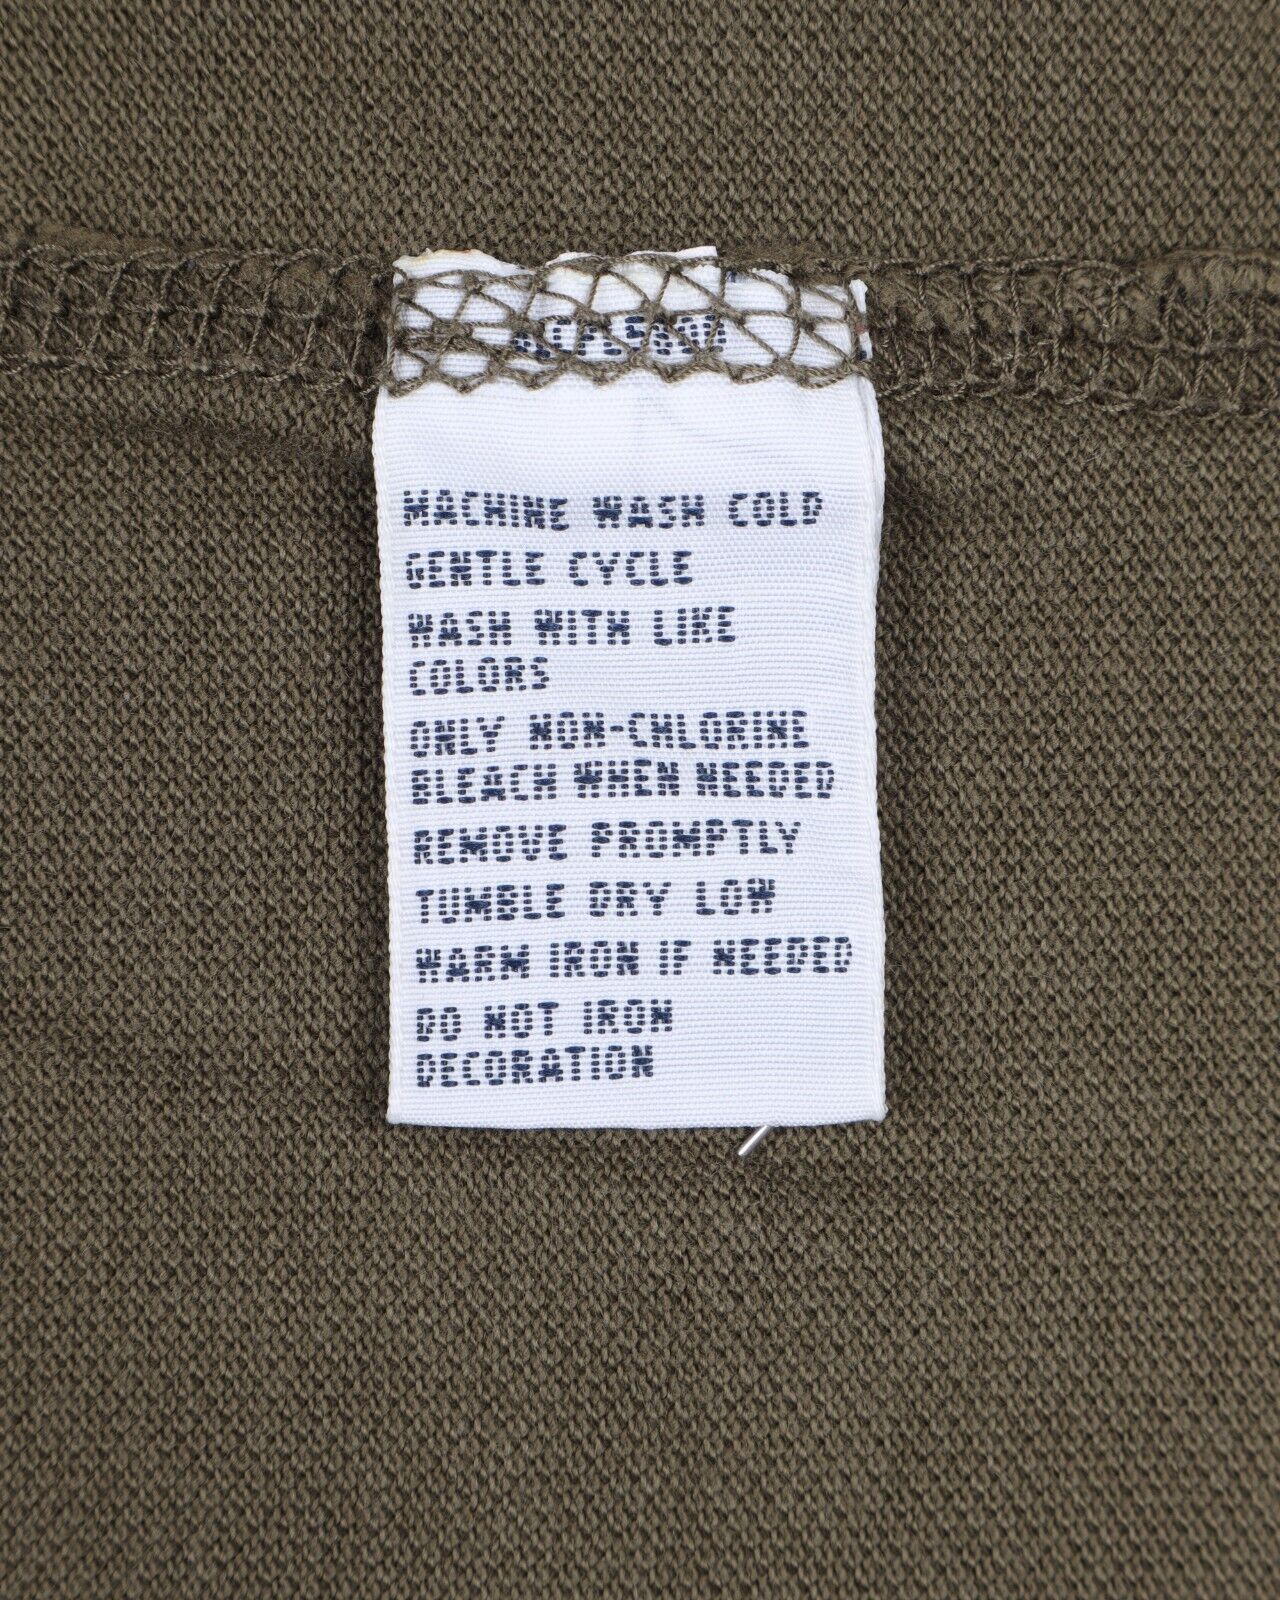 MACHINE WASH COLD
GENTLE CYCLE
WASH WITH LIKE
COLORS
ONLY NON-CHLORINE
BLEACH WHEN NEEDED
REMOVE PROMPTLY
TUMBLE DRY LOW
WARM IRON IF NEEDED
DO NOT IRON
DECORATION